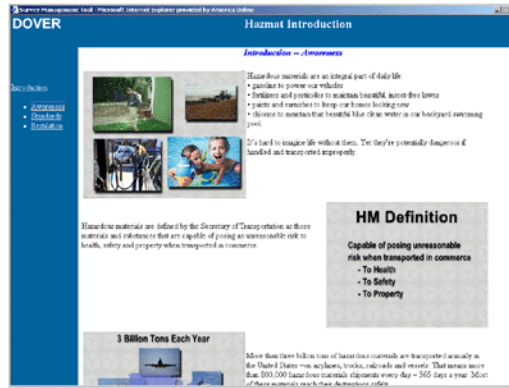 Survey Management Tool - Microsoft Internet Explorer provided by America Online
DOVER
Hazmat Introduction
Introduction -- Awareness
Introduction
• Awareness
• Standards
• Regulation
Hazardous materials are an integral part of daily life.
• gasoline to power our vehicles
• fertilizers and pesticides to maintain beautiful, insect-free lawns
• paints and varnishes to keep our homes looking new
• chlorine to maintain that beautiful blue clean water in our backyard swimming
pool.
It's hard to imagine life without them. Yet they're potentially dangerous if
handled and transported improperly.
Hazardous materials are defined by the Secretary of Transportation as those
materials and substances that are capable of posing an unreasonable risk to
health, safety and property when transported in commerce.
HM Definition
Capable of posing unreasonable
risk when transported in commerce
- To Health
- To Safety
- To Property
3 Billion Tons Each Year
More than three billion tons of hazardous materials are transported annually in
the United States --on airplanes, trucks, railroads and vessels. That means more
than 800,000 hazardous materials shipments every day – 365 days a year. Most
of these materials reach their destinations safely.